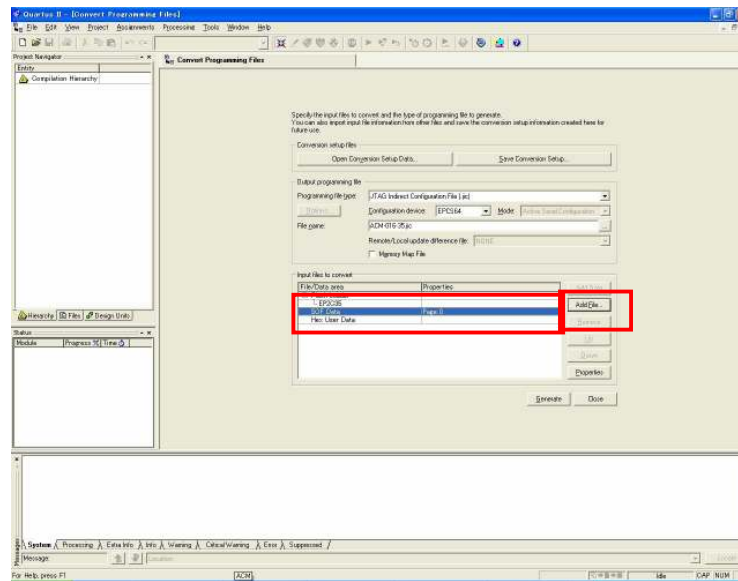 Quartus II - [Convert Programming Files]
File Edit View Project Assignments Processing Tools Window Help
Project Navigator
Entity
Compilation Hierarchy
Hierarchy Files Design Units
Status
Module Progress % Time
Convert Programming Files
Specify the input files to convert and the type of programming file to generate.
You can also import input file information from other files and save the conversion setup information created here for
future use.
Conversion setup files
Open Conversion Setup Data... Save Conversion Setup...
Output programming file
Programming file type: JTAG Indirect Configuration File (.jic)
Options... Configuration device: EPCS64 Mode: Active Serial Configuration
File name: ...
Remote/Local update difference file: NONE
Memory Map File
Input files to convert
File/Data area Properties Add Data
Flash Loader
EP2C35 Add File...
SOF Data Page_0
Hex User Data Remove
Up
Down
Properties
Generate Close
System Processing Extra Info Info Warning Critical Warning Error Suppressed
Messages
Message: Location: Locate
For Help, press F1 Idle CAP NUM